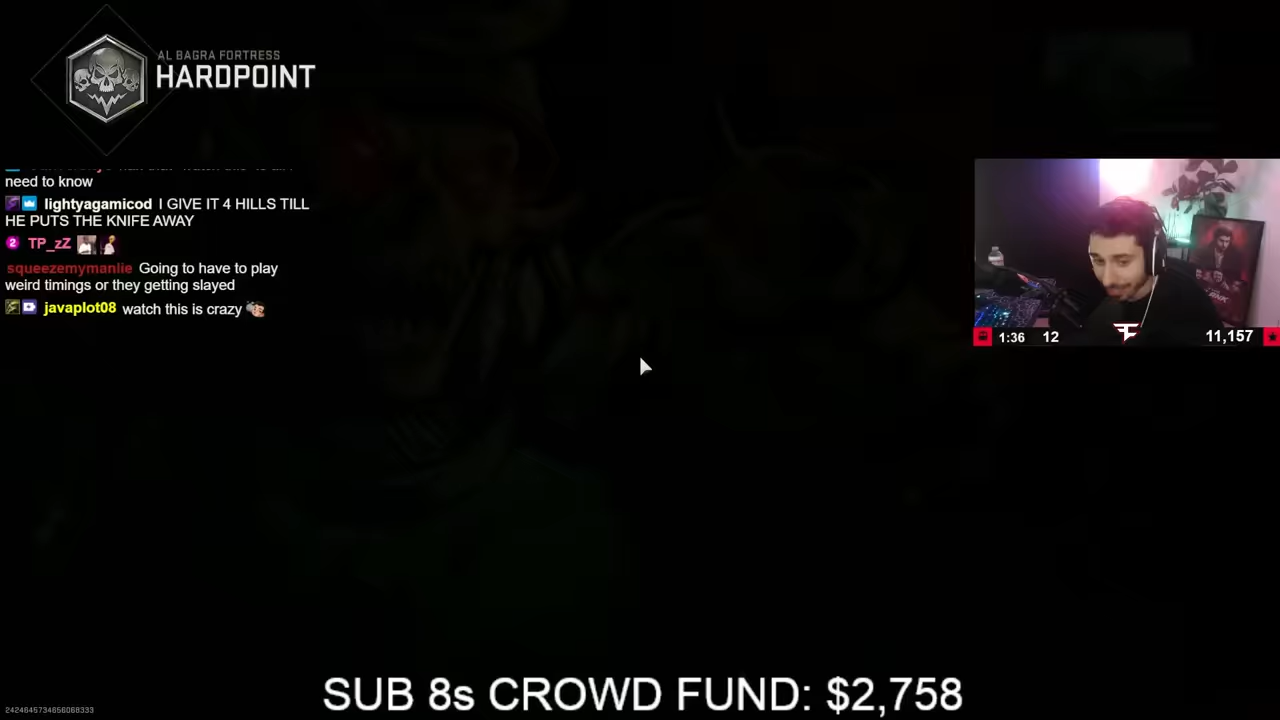 AL BAGRA FORTRESS
HARDPOINT
need to know
lightyagamicod I GIVE IT 4 HILLS TILL
HE PUTS THE KNIFE AWAY
2 TP_zZ
squeezemymanlie Going to have to play
weird timings or they getting slayed
javaplot08 watch this is crazy
1:36 12 11,157
SUB 8s CROWD FUND: $2,758
2424645734656068333